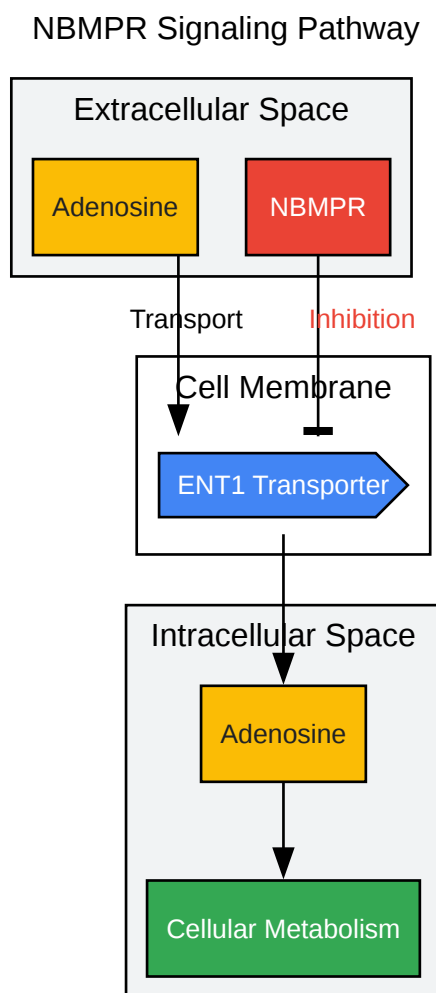 NBMPR Signaling Pathway
Extracellular Space
Adenosine
NBMPR
Transport
Inhibition
Cell Membrane
ENT1 Transporter
Intracellular Space
Adenosine
Cellular Metabolism